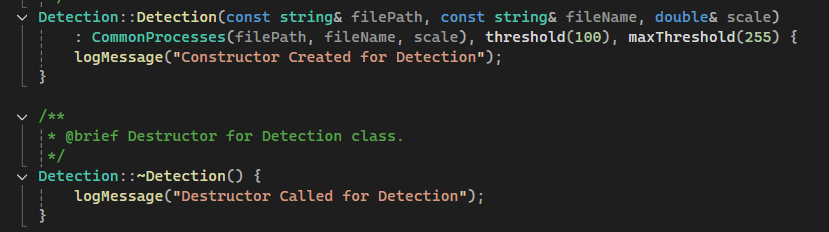 Detection::Detection(const string& filePath, const string& fileName, double& scale)
    : CommonProcesses(filePath, fileName, scale), threshold(100), maxThreshold(255) {
    logMessage("Constructor Created for Detection");
}

/**
 * @brief Destructor for Detection class.
 */
Detection::~Detection() {
    logMessage("Destructor Called for Detection");
}